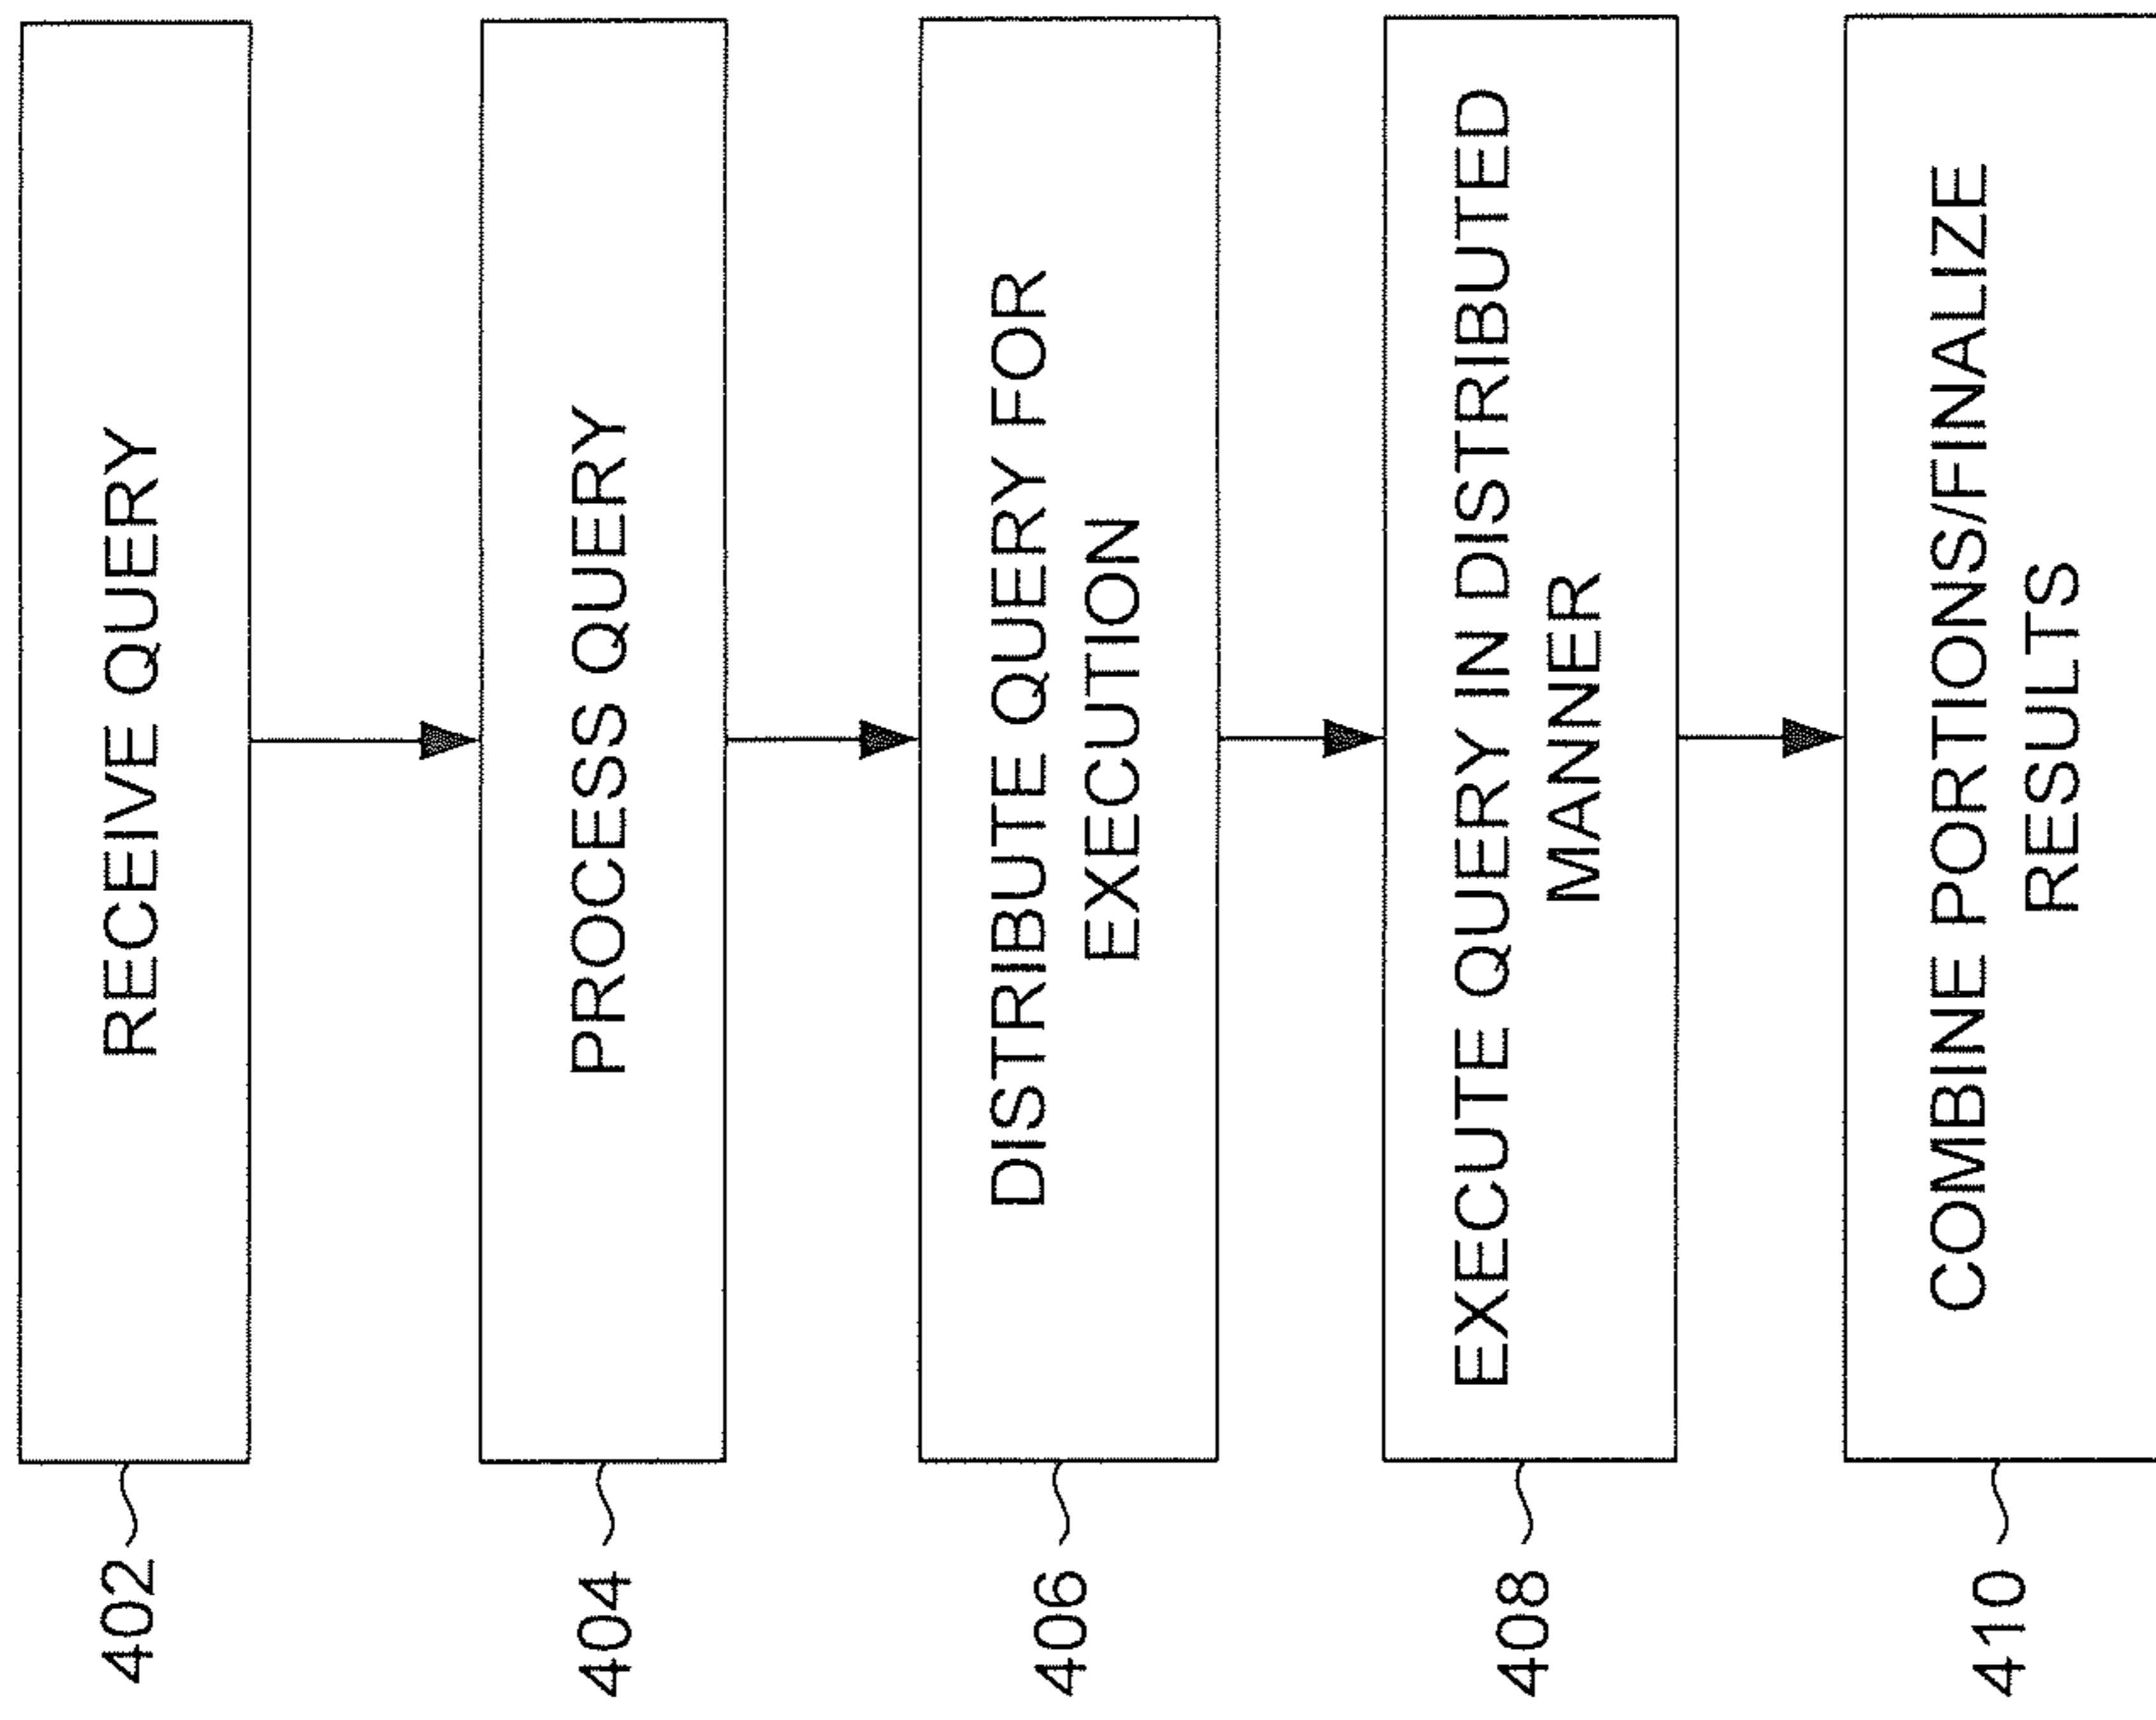 402
RECEIVE QUERY
404
PROCESS QUERY
406
DISTRIBUTE QUERY FOR
EXECUTION
408
EXECUTE QUERY IN DISTRIBUTED
MANNER
410
COMBINE PORTIONS/FINALIZE
RESULTS